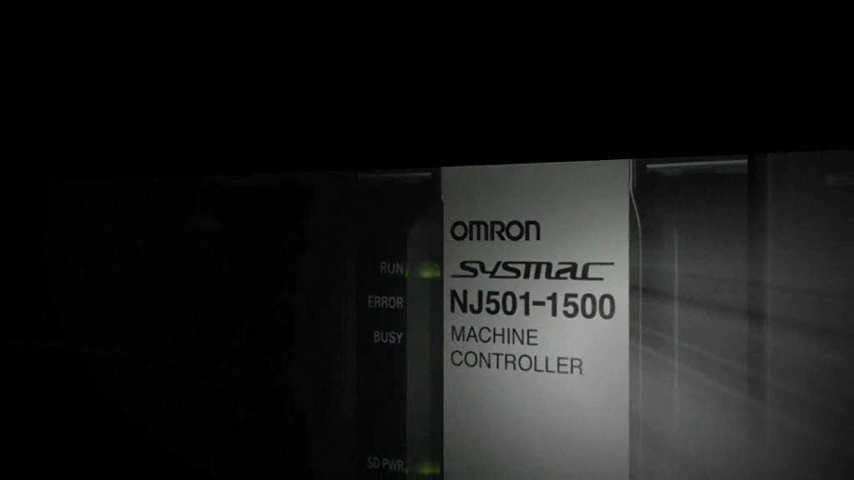 OMRON
sysmac
NJ501-1500
MACHINE
CONTROLLER
RUN
ERROR
BUSY
SD PWR